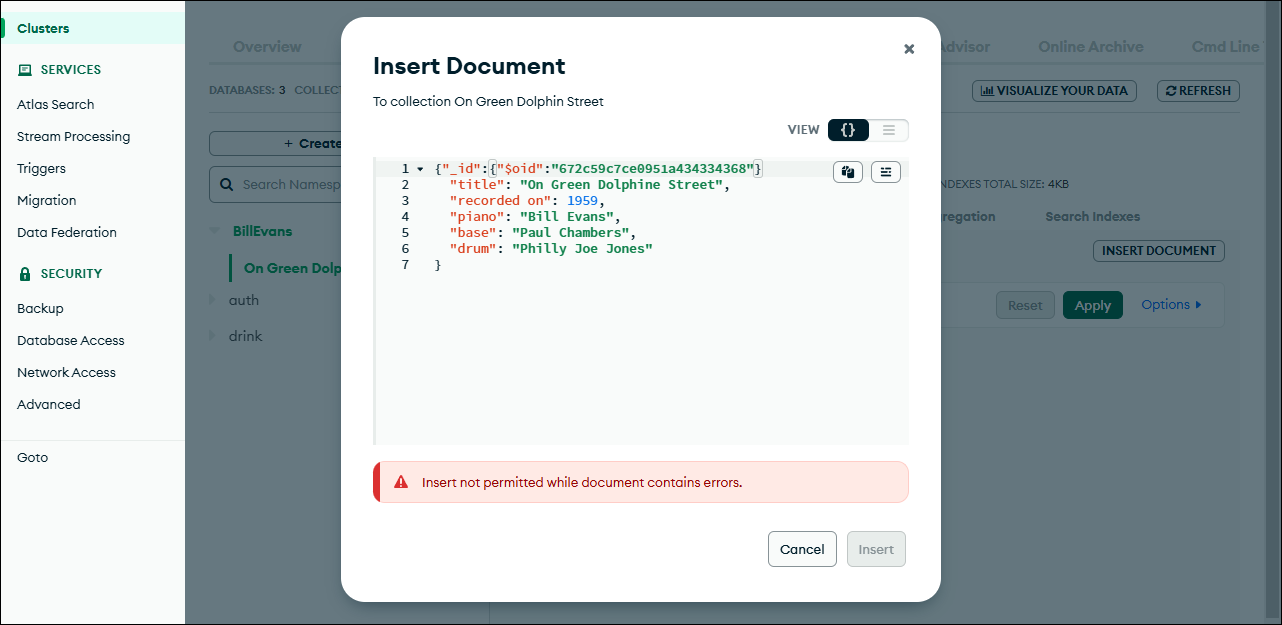 Clusters
SERVICES
Atlas Search
Stream Processing
Triggers
Migration
Data Federation
SECURITY
Backup
Database Access
Network Access
Advanced
Goto
Overview
DATABASES: 3 COLLECT
+ Create
Search Namesp
BillEvans
On Green Dolp
auth
drink
Insert Document
To collection On Green Dolphin Street
VIEW {}
1 {"_id":{"$oid":"672c59c7ce0951a434334368"}
2 "title": "On Green Dolphine Street",
3 "recorded on": 1959,
4 "piano": "Bill Evans",
5 "base": "Paul Chambers",
6 "drum": "Philly Joe Jones"
7 }
Insert not permitted while document contains errors.
Cancel Insert
Advisor Online Archive Cmd Line
VISUALIZE YOUR DATA REFRESH
NDEXES TOTAL SIZE: 4KB
regation Search Indexes
INSERT DOCUMENT
Reset Apply Options